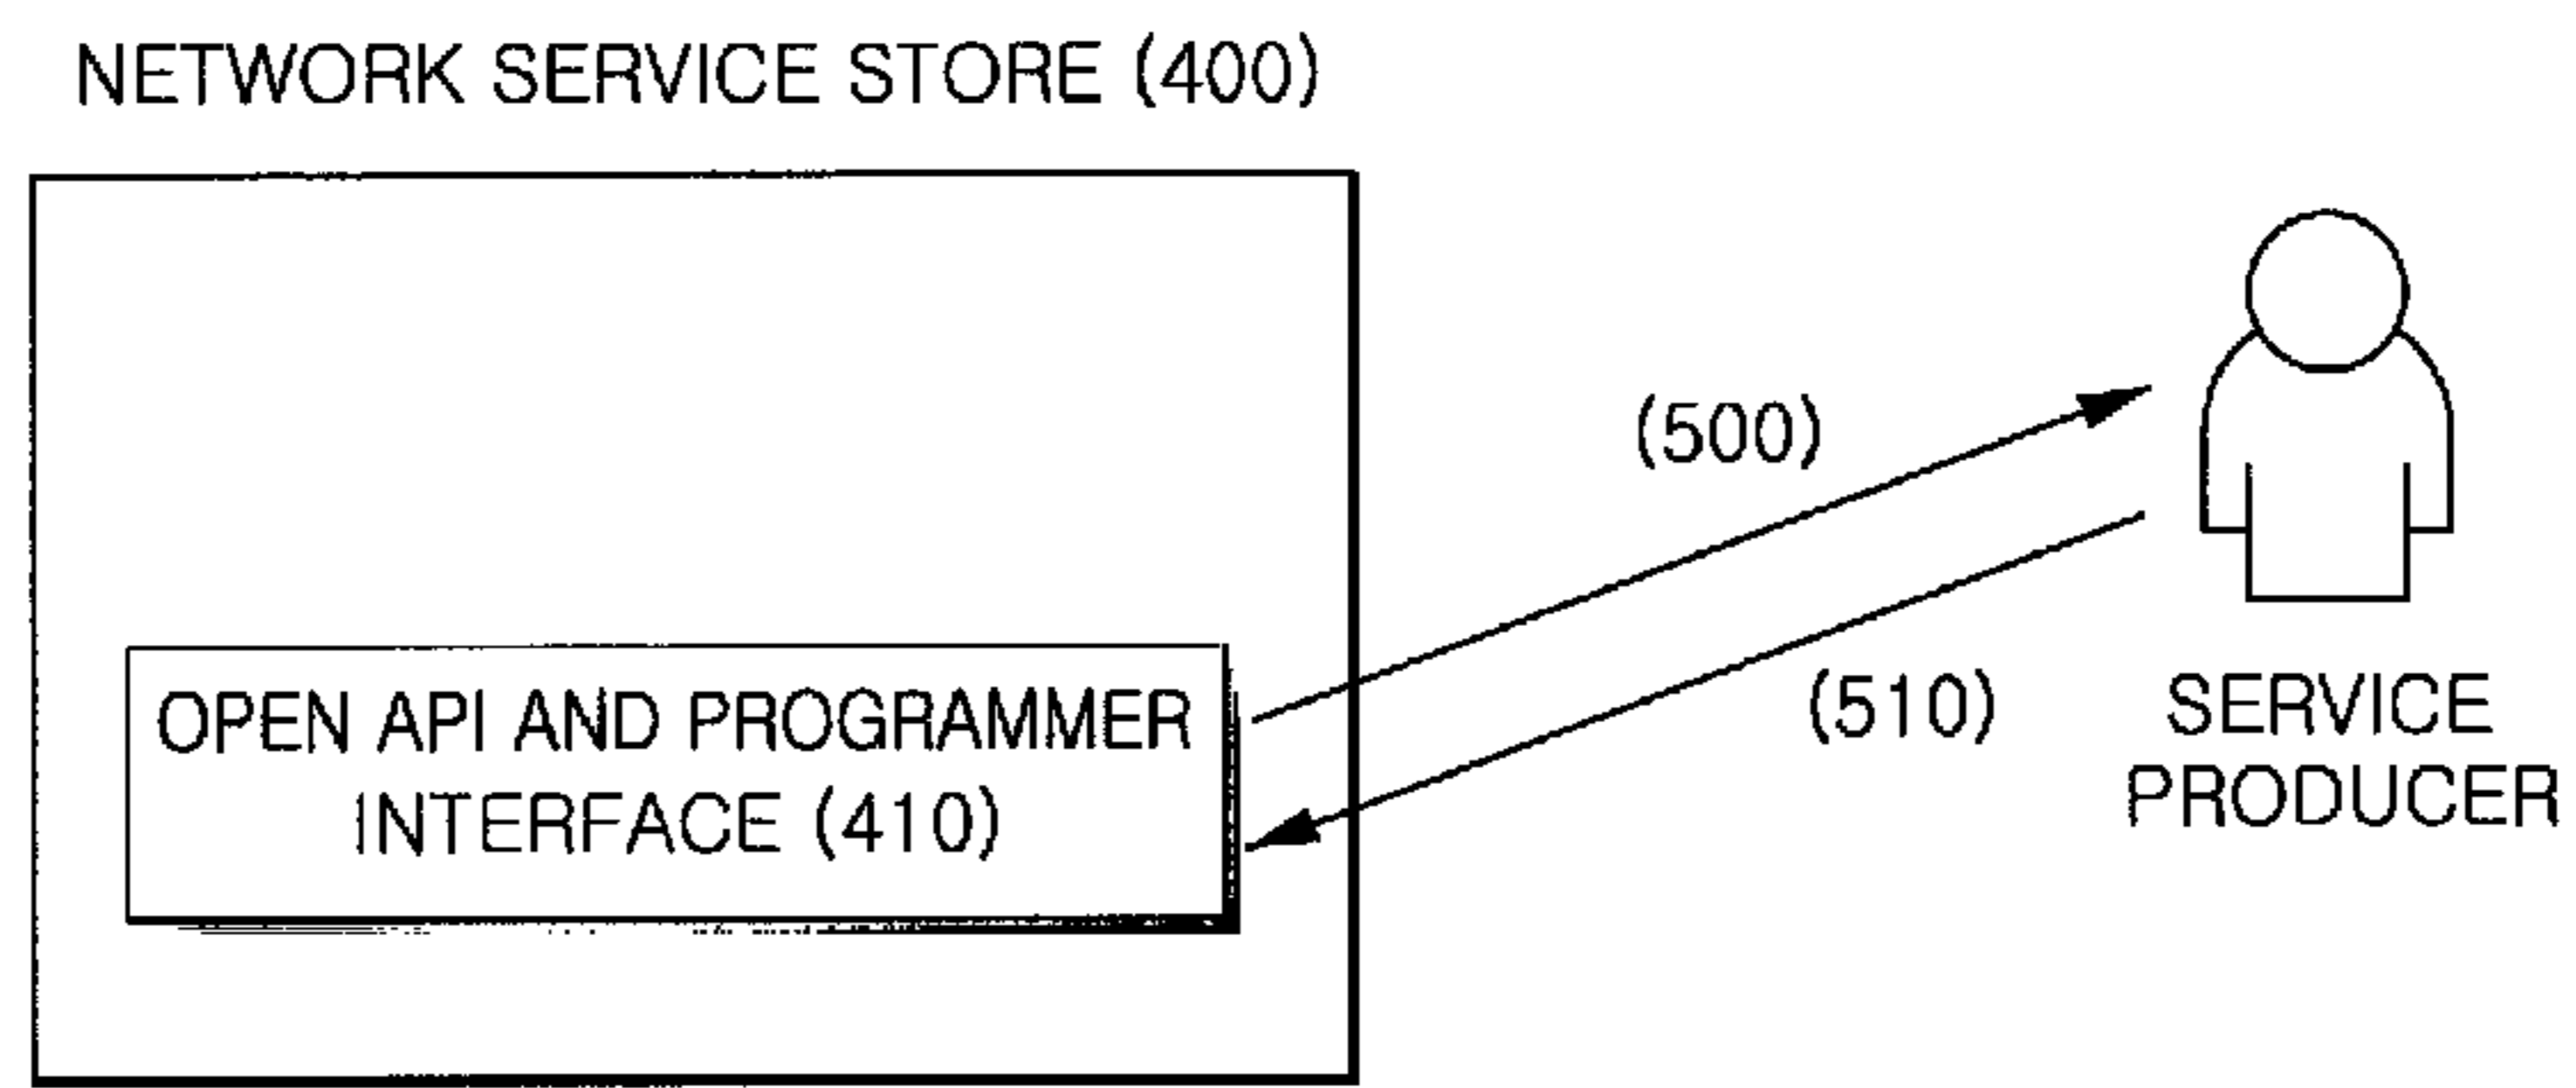 NETWORK SERVICE STORE (400)
(500)
(510)
SERVICE
PRODUCER
OPEN API AND PROGRAMMER
INTERFACE (410)